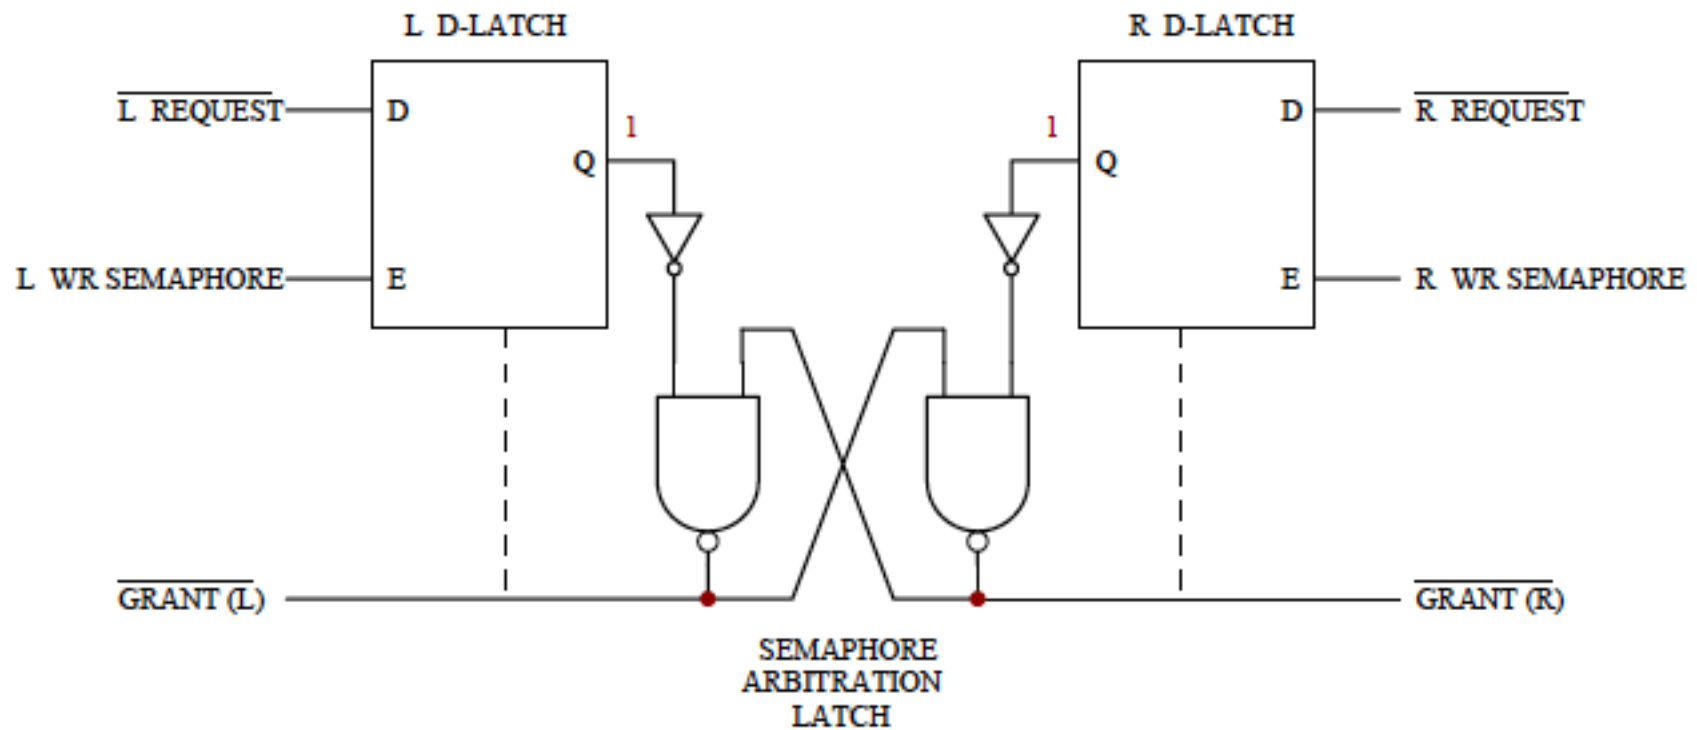 L D-LATCH
R D-LATCH
L REQUEST
D
1
1
D
R REQUEST
Q
Q
L WR SEMAPHORE
E
E
R WR SEMAPHORE
GRANT (L)
GRANT (R)
SEMAPHORE
ARBITRATION
LATCH